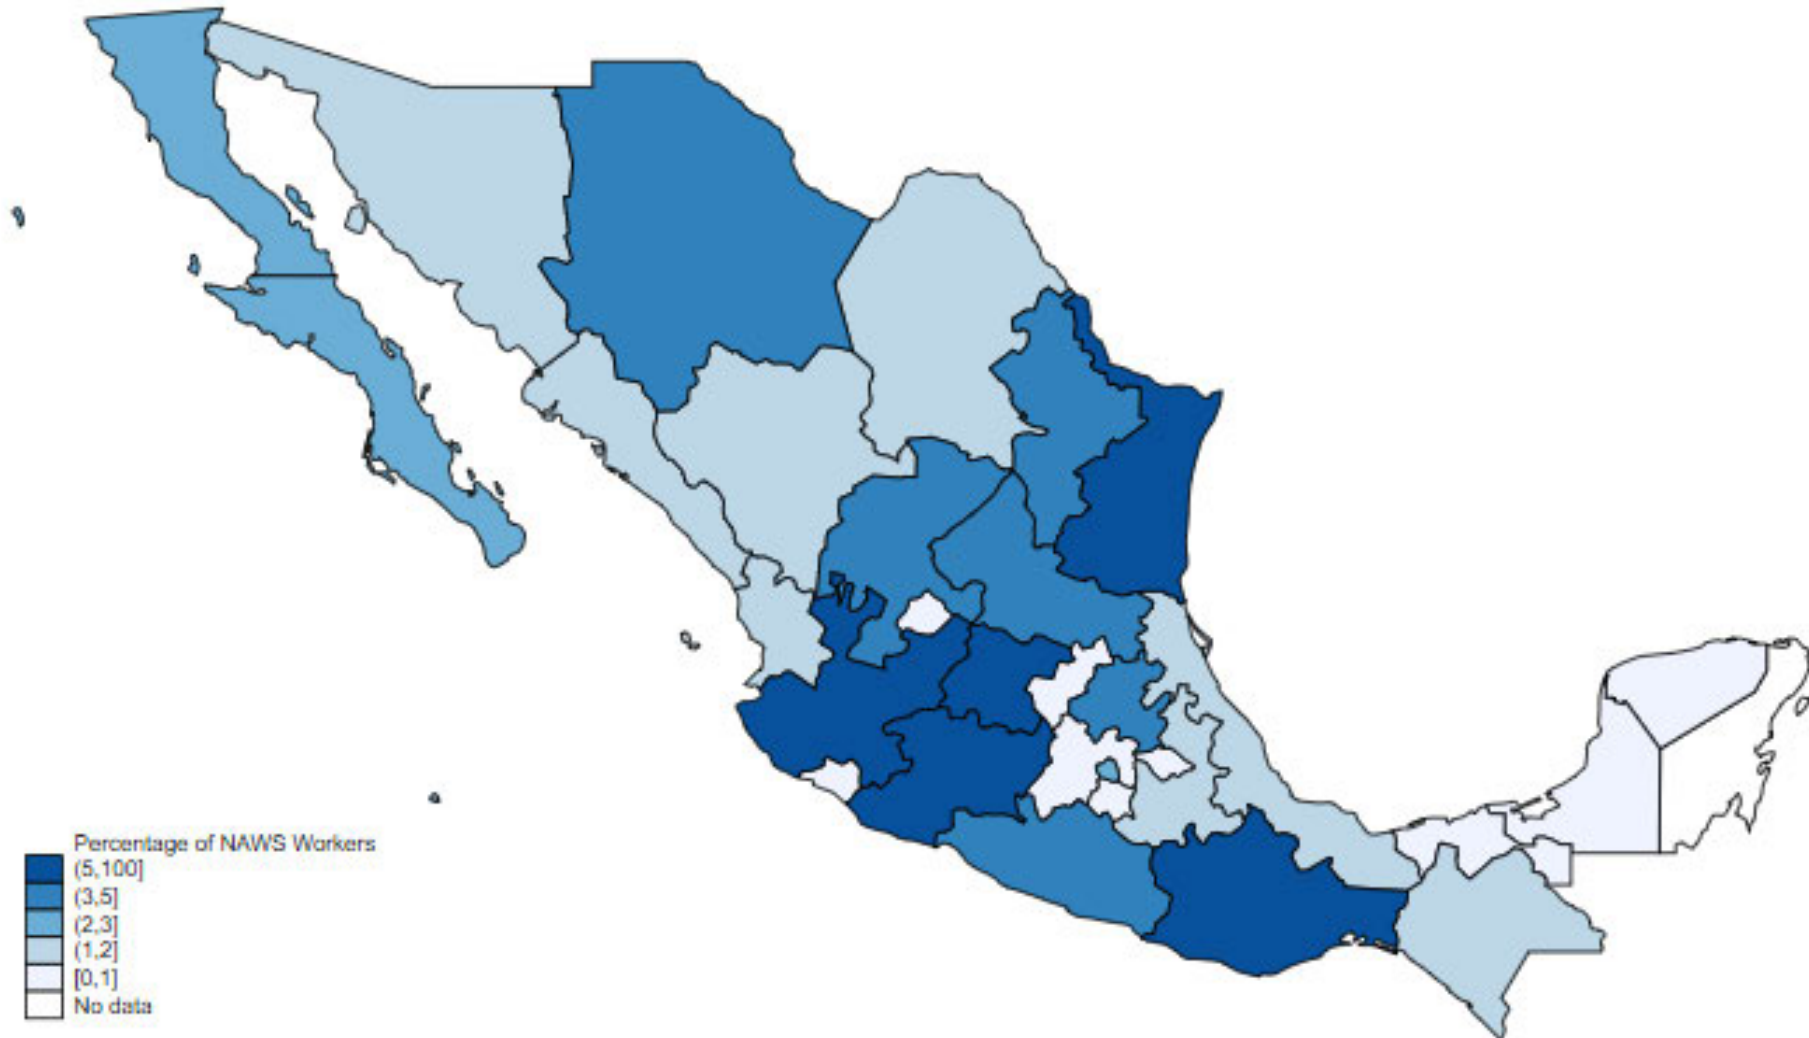 Percentage of NAWS Workers
(5,100]
(3,5]
(2,3]
(1,2]
[0,1]
No data